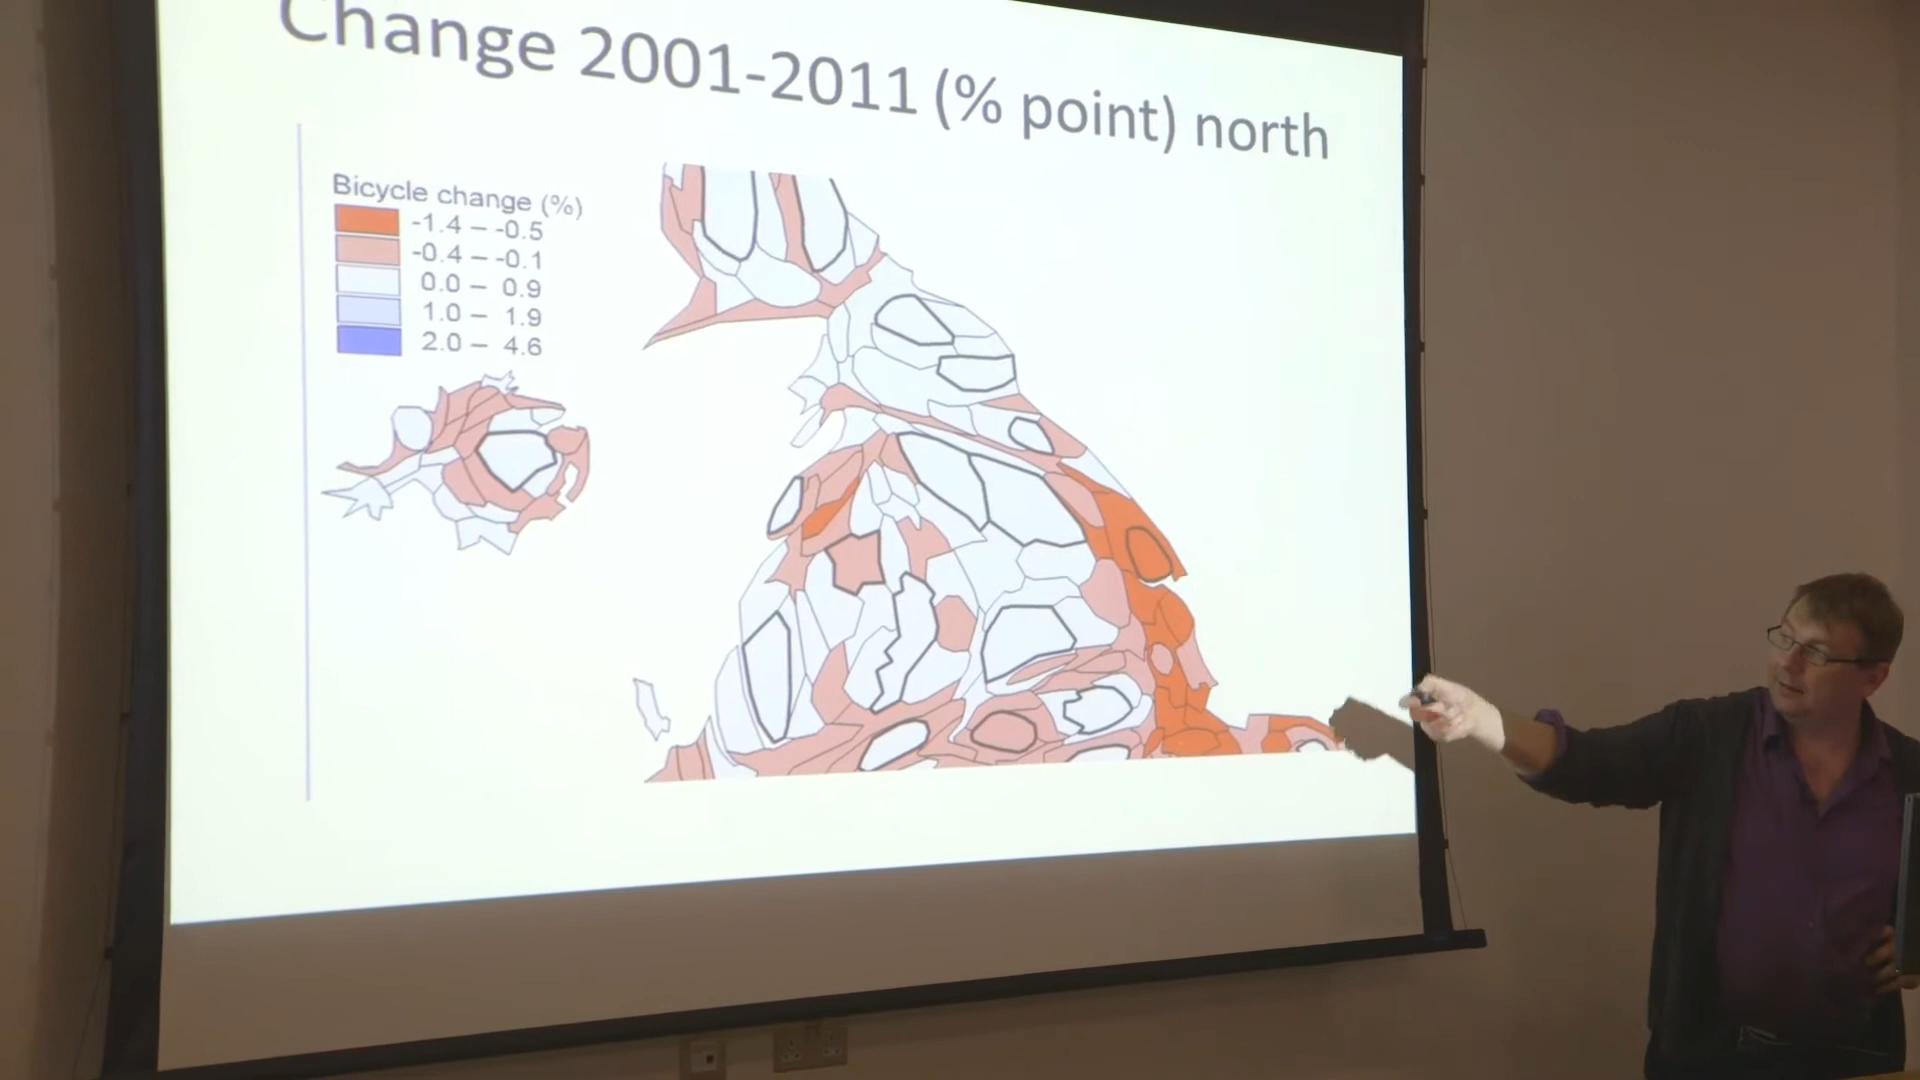 Change 2001-2011 (% point) north
Bicycle change (%)
-1.4 – -0.5
-0.4 – -0.1
0.0 – 0.9
1.0 – 1.9
2.0 – 4.6